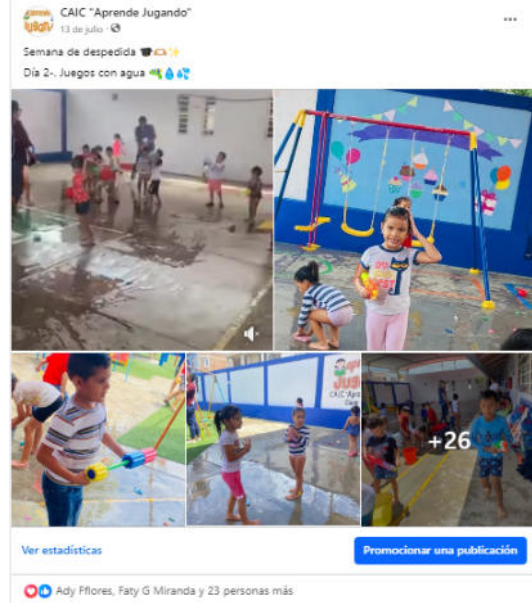 CAIC "Aprende Jugando"
13 de julio ·
Semana de despedida
Día 2-. Juegos con agua
+26
Ver estadísticas
Promocionar una publicación
Ady Pflores, Faty G Miranda y 23 personas más